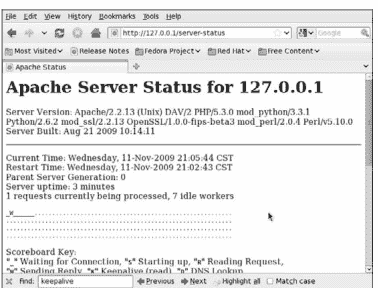 File Edit View History Bookmarks Tools Help
http://127.0.0.1/server-status
Google
Most Visited Release Notes Fedora Project Red Hat Free Content
Apache Status
Apache Server Status for 127.0.0.1
Server Version: Apache/2.2.13 (Unix) DAV/2 PHP/5.3.0 mod_python/3.3.1
Python/2.6.2 mod_ssl/2.2.13 OpenSSL/1.0.0-fips-beta3 mod_perl/2.0.4 Perl/v5.10.0
Server Built: Aug 21 2009 10:14:11
Current Time: Wednesday, 11-Nov-2009 21:05:44 CST
Restart Time: Wednesday, 11-Nov-2009 21:02:43 CST
Parent Server Generation: 0
Server uptime: 3 minutes
1 requests currently being processed, 7 idle workers
_W______........................................................
Scoreboard Key:
"_" Waiting for Connection, "S" Starting up, "R" Reading Request,
"W" Sending Reply, "K" Keepalive (read), "D" DNS Lookup
Find: keepalive Previous Next Highlight all Match case